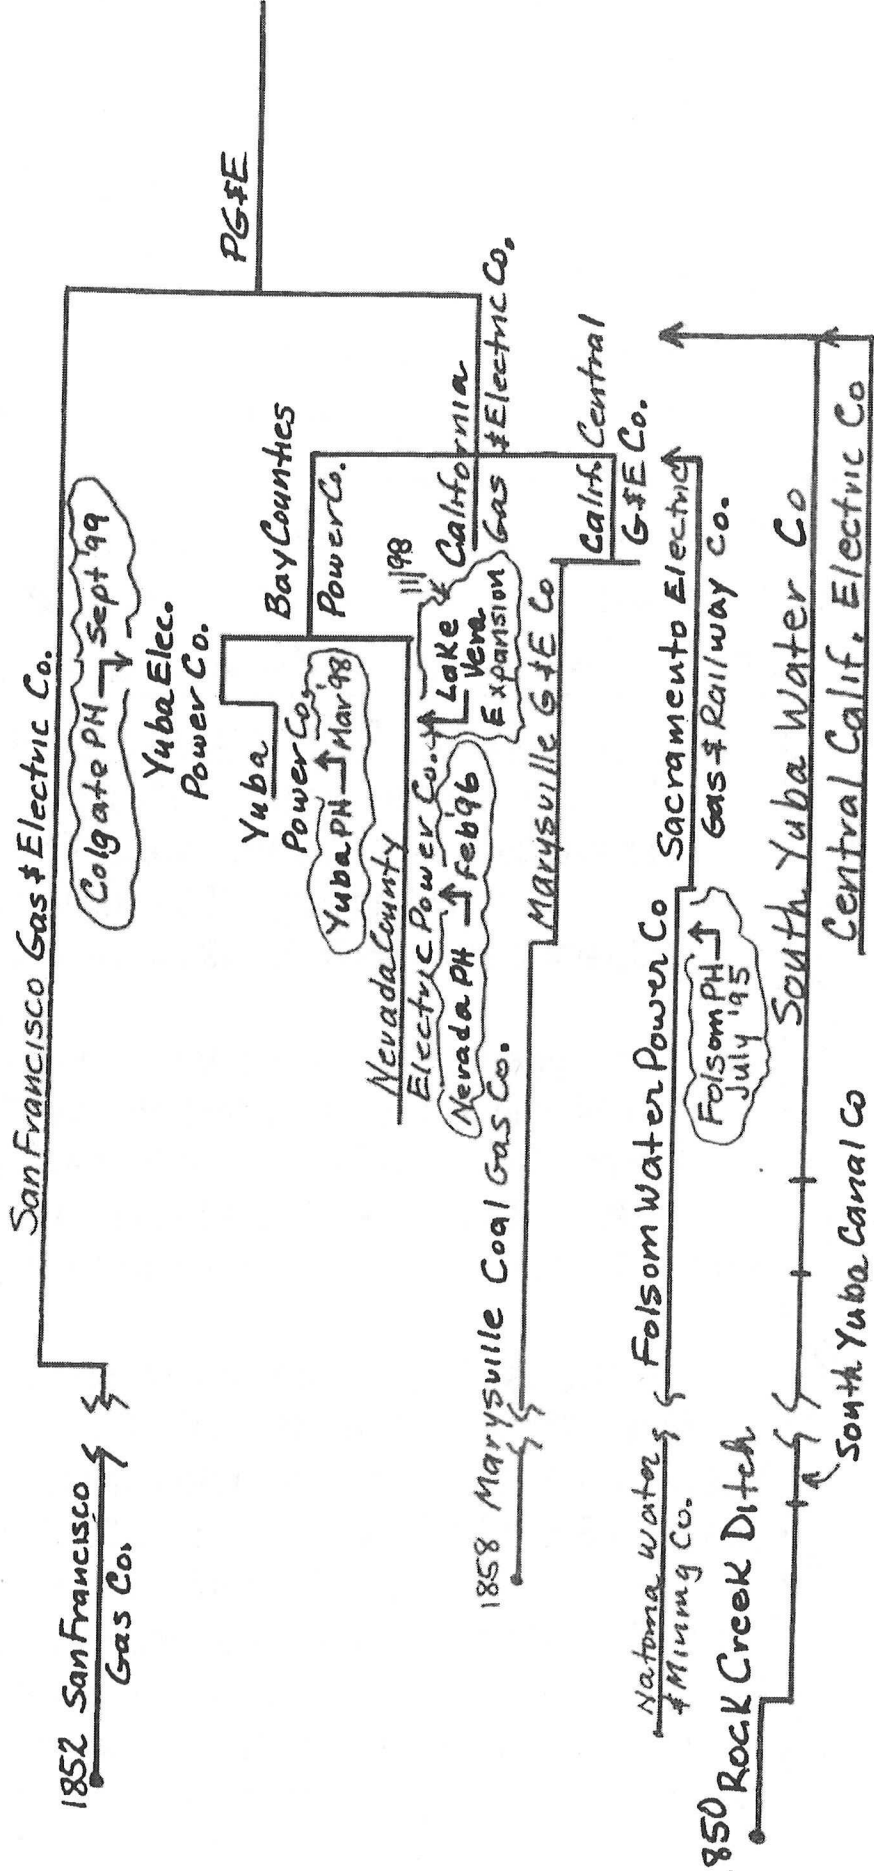 1852 San Francisco
Gas Co.
San Francisco Gas & Electric Co.
Colgate PH Sept '99
Yuba Elec.
Power Co.
Yuba
Power Co.
Yuba PH Mar '98
Bay Counties
Power Co.
PG&E
Nevada County
Electric Power Co.
Nevada PH Feb '96
11/98
Lake
Vera
Expansion
California
Gas & Electric Co.
1858 Marysville Coal Gas Co.
Marysville G&E Co
Calif. Central
G&E Co.
Natoma Water
& Mining Co.
Folsom Water Power Co
Folsom PH
July '95
Sacramento Electric
Gas & Railway Co.
850 Rock Creek Ditch
South Yuba Canal Co
South Yuba Water Co
Central Calif. Electric Co